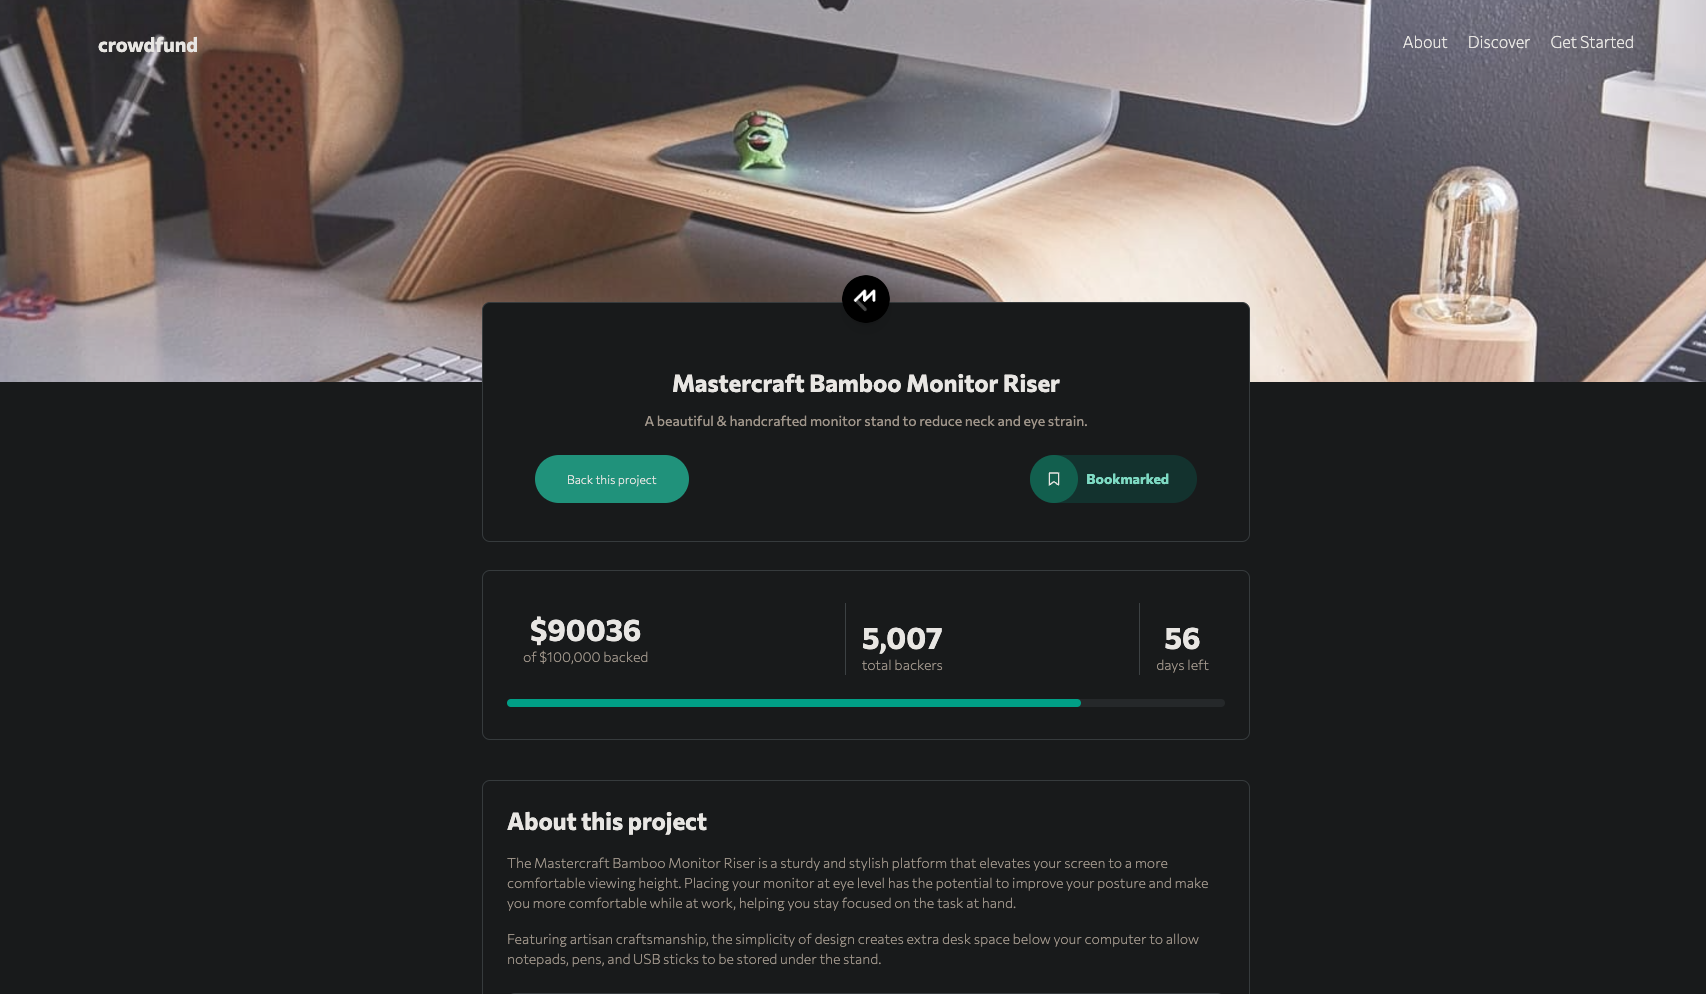 crowdfund
About Discover Get Started
Mastercraft Bamboo Monitor Riser
A beautiful & handcrafted monitor stand to reduce neck and eye strain.
Back this project
Bookmarked
$90036
of $100,000 backed
5,007
total backers
56
days left
About this project
The Mastercraft Bamboo Monitor Riser is a sturdy and stylish platform that elevates your screen to a more
comfortable viewing height. Placing your monitor at eye level has the potential to improve your posture and make
you more comfortable while at work, helping you stay focused on the task at hand.
Featuring artisan craftsmanship, the simplicity of design creates extra desk space below your computer to allow
notepads, pens, and USB sticks to be stored under the stand.